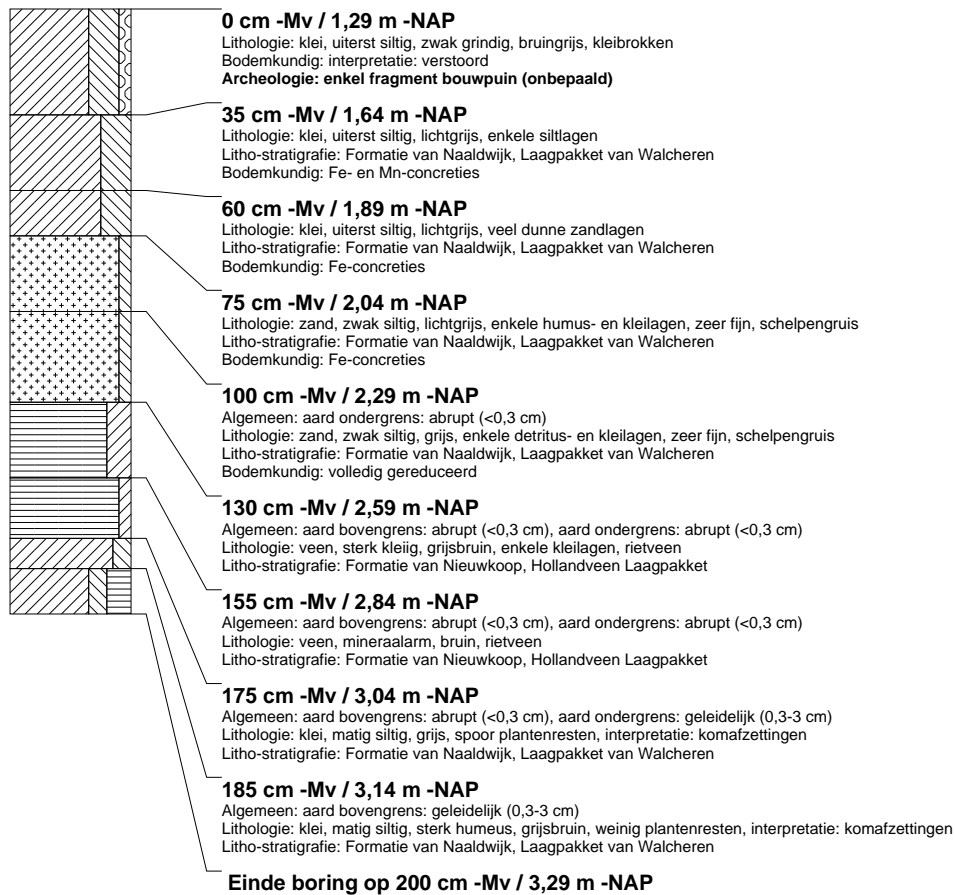 0 cm -Mv / 1,29 m -NAP
Lithologie: klei, uiterst siltig, zwak grindig, bruingrijs, kleibrokken
Bodemkundig: interpretatie: verstoord
Archeologie: enkel fragment bouwpuin (onbepaald)
35 cm -Mv / 1,64 m -NAP
Lithologie: klei, uiterst siltig, lichtgrijs, enkele siltlagen
Litho-stratigrafie: Formatie van Naaldwijk, Laagpakket van Walcheren
Bodemkundig: Fe- en Mn-concreties
60 cm -Mv / 1,89 m -NAP
Lithologie: klei, uiterst siltig, lichtgrijs, veel dunne zandlagen
Litho-stratigrafie: Formatie van Naaldwijk, Laagpakket van Walcheren
Bodemkundig: Fe-concreties
75 cm -Mv / 2,04 m -NAP
Lithologie: zand, zwak siltig, lichtgrijs, enkele humus- en kleilagen, zeer fijn, schelpengruis
Litho-stratigrafie: Formatie van Naaldwijk, Laagpakket van Walcheren
Bodemkundig: Fe-concreties
100 cm -Mv / 2,29 m -NAP
Algemeen: aard ondergrens: abrupt (<0,3 cm)
Lithologie: zand, zwak siltig, grijs, enkele detritus- en kleilagen, zeer fijn, schelpengruis
Litho-stratigrafie: Formatie van Naaldwijk, Laagpakket van Walcheren
Bodemkundig: volledig gereduceerd
130 cm -Mv / 2,59 m -NAP
Algemeen: aard bovengrens: abrupt (<0,3 cm), aard ondergrens: abrupt (<0,3 cm)
Lithologie: veen, sterk kleiig, grijsbruin, enkele kleilagen, rietveen
Litho-stratigrafie: Formatie van Nieuwkoop, Hollandveen Laagpakket
155 cm -Mv / 2,84 m -NAP
Algemeen: aard bovengrens: abrupt (<0,3 cm), aard ondergrens: abrupt (<0,3 cm)
Lithologie: veen, mineraalarm, bruin, rietveen
Litho-stratigrafie: Formatie van Nieuwkoop, Hollandveen Laagpakket
175 cm -Mv / 3,04 m -NAP
Algemeen: aard bovengrens: abrupt (<0,3 cm), aard ondergrens: geleidelijk (0,3-3 cm)
Lithologie: klei, matig siltig, grijs, spoor plantenresten, interpretatie: komafzettingen
Litho-stratigrafie: Formatie van Naaldwijk, Laagpakket van Walcheren
185 cm -Mv / 3,14 m -NAP
Algemeen: aard bovengrens: geleidelijk (0,3-3 cm)
Lithologie: klei, matig siltig, sterk humeus, grijsbruin, weinig plantenresten, interpretatie: komafzettingen
Litho-stratigrafie: Formatie van Naaldwijk, Laagpakket van Walcheren
Einde boring op 200 cm -Mv / 3,29 m -NAP